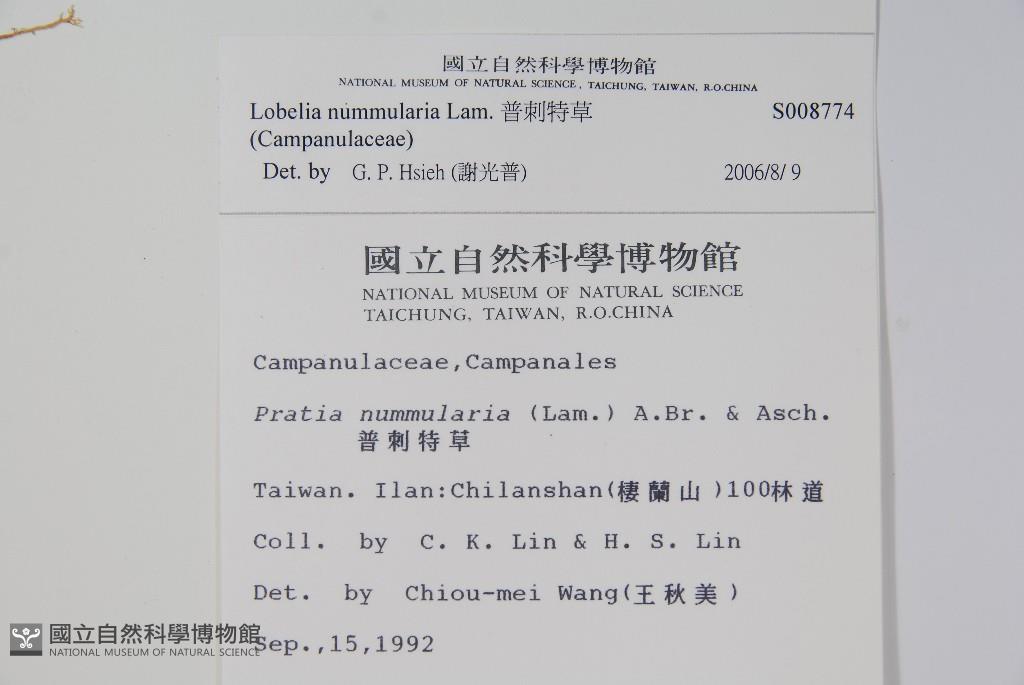 國立自然科學博物館
NATIONAL MUSEUM OF NATURAL SCIENCE, TAICHUNG, TAIWAN, R.O.CHINA
Lobelia nummularia Lam. 普刺特草 S008774
(Campanulaceae)
Det. by G. P. Hsieh (謝光普) 2006/8/ 9
國立自然科學博物館
NATIONAL MUSEUM OF NATURAL SCIENCE
TAICHUNG, TAIWAN, R.O.CHINA
Campanulaceae,Campanales
Pratia nummularia (Lam.) A.Br. & Asch.
普刺特草
Taiwan. Ilan:Chilanshan(棲蘭山)100林道
Coll. by C. K. Lin & H. S. Lin
Det. by Chiou-mei Wang(王秋美)
Sep.,15,1992
國立自然科學博物館
NATIONAL MUSEUM OF NATURAL SCIENCE